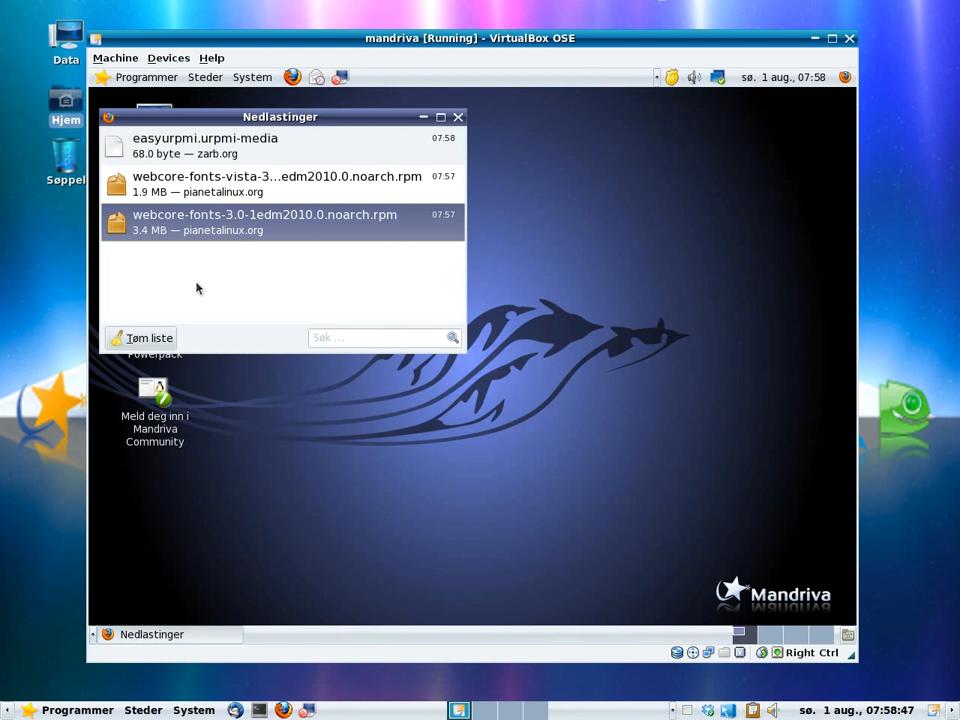 mandriva [Running] - VirtualBox OSE
Data
Machine Devices Help
Programmer Steder System
sø. 1 aug., 07:58
Hjem
Nedlastinger
easyurpmi.urpmi-media 07:58
68.0 byte — zarb.org
Søppel
webcore-fonts-vista-3...edm2010.0.noarch.rpm 07:57
1.9 MB — pianetalinux.org
webcore-fonts-3.0-1edm2010.0.noarch.rpm 07:57
3.4 MB — pianetalinux.org
Tøm liste
Søk ...
Powerpack
Meld deg inn i
Mandriva
Community
Mandriva
Nedlastinger
Right Ctrl
Programmer Steder System
sø. 1 aug., 07:58:47